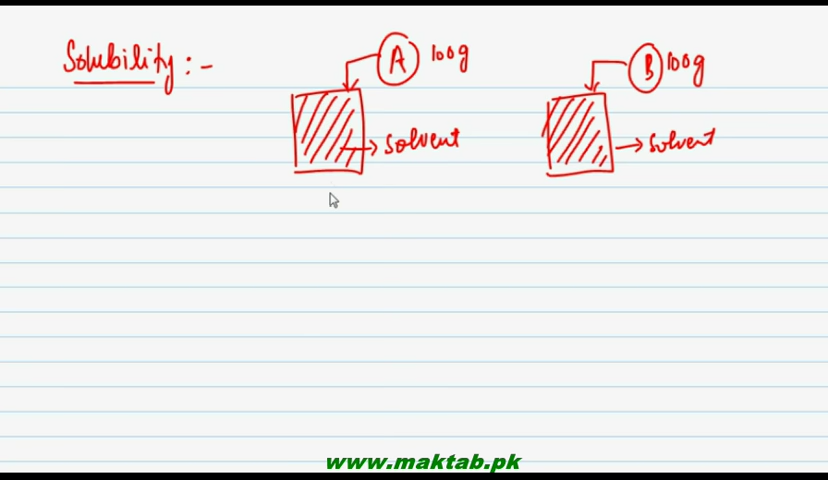 Solubility :-
A 100g
B 100g
solvent
solvent
www.maktab.pk